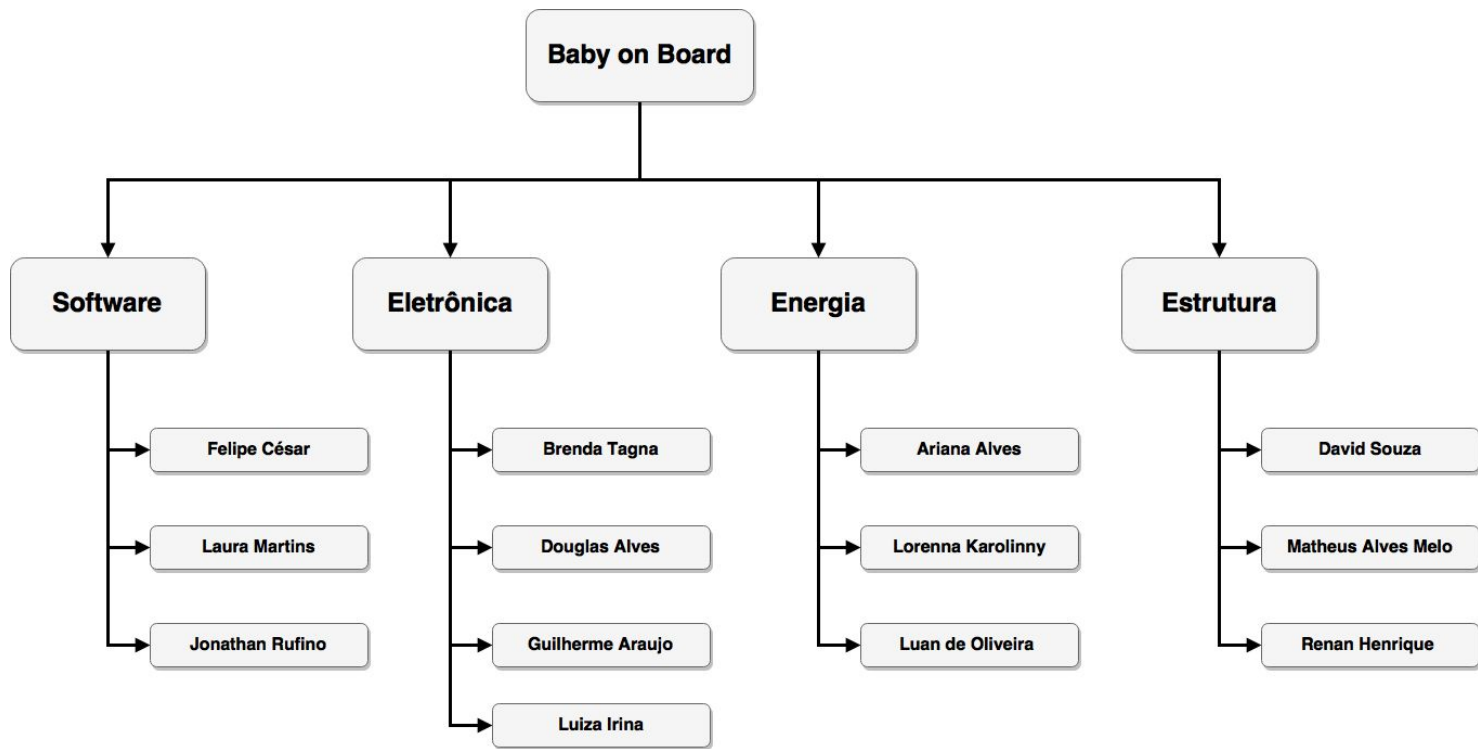 Baby on Board
Software
Eletrônica
Energia
Estrutura
Felipe César
Brenda Tagna
Ariana Alves
David Souza
Laura Martins
Douglas Alves
Lorenna Karolinny
Matheus Alves Melo
Jonathan Rufino
Guilherme Araujo
Luan de Oliveira
Renan Henrique
Luiza Irina